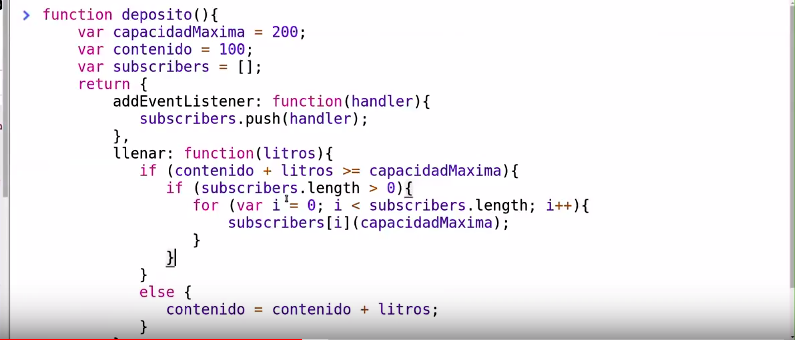 function deposito(){
var capacidadMaxima = 200;
var contenido = 100;
var subscribers = [];
return {
addEventListener: function(handler){
subscribers.push(handler);
},
llenar: function(litros){
if (contenido + litros >= capacidadMaxima){
if (subscribers.length > 0){
for (var i = 0; i < subscribers.length; i++){
subscribers[i](capacidadMaxima);
}
}
}
else {
contenido = contenido + litros;
}